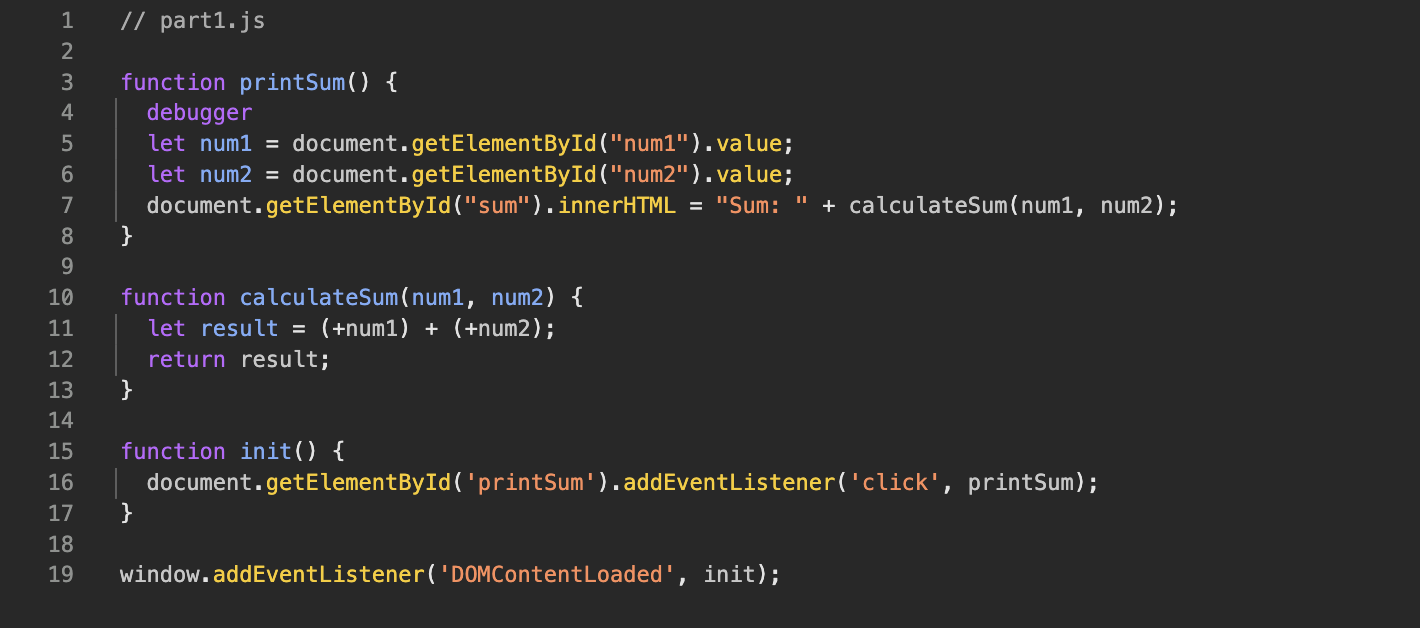 1 // part1.js
2
3 function printSum() {
4   debugger
5   let num1 = document.getElementById("num1").value;
6   let num2 = document.getElementById("num2").value;
7   document.getElementById("sum").innerHTML = "Sum: " + calculateSum(num1, num2);
8 }
9
10 function calculateSum(num1, num2) {
11   let result = (+num1) + (+num2);
12   return result;
13 }
14
15 function init() {
16   document.getElementById('printSum').addEventListener('click', printSum);
17 }
18
19 window.addEventListener('DOMContentLoaded', init);